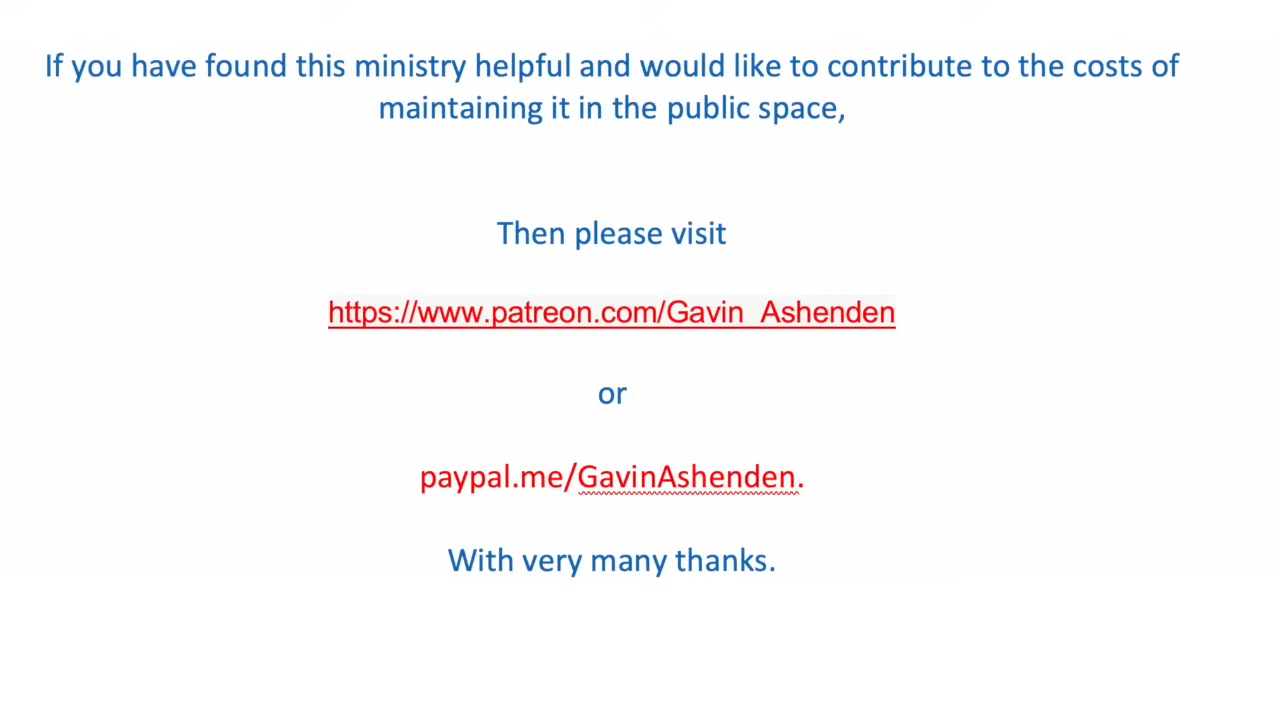 If you have found this ministry helpful and would like to contribute to the costs of
maintaining it in the public space,
Then please visit
https://www.patreon.com/Gavin_Ashenden
or
paypal.me/GavinAshenden.
With very many thanks.